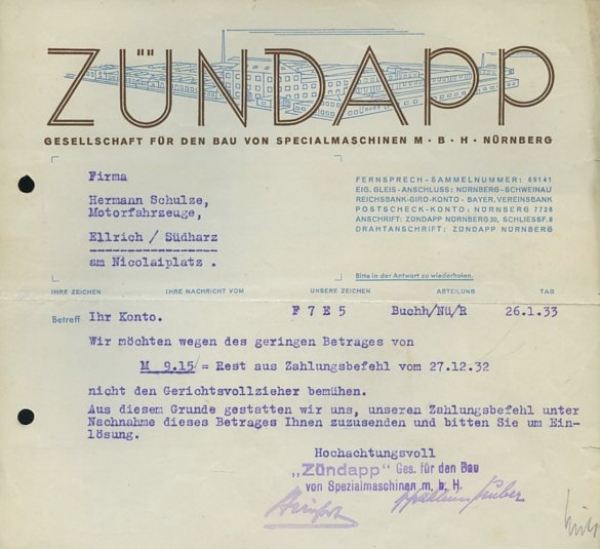 ZÜNDAPP
GESELLSCHAFT FÜR DEN BAU VON SPECIALMASCHINEN M·B·H·NÜRNBERG
Firma
Hermann Schulze,
Motorfahrzeuge,
Ellrich / Südharz
am Nicolaiplatz .
FERNSPRECH-SAMMELNUMMER: 69141
EIG. GLEIS-ANSCHLUSS: NÜRNBERG-SCHWEINAU
REICHSBANK-GIRO-KONTO - BAYER. VEREINSBANK
POSTSCHECK-KONTO: NÜRNBERG 7728
ANSCHRIFT: ZÜNDAPP NÜRNBERG 20, SCHLIESSF. 8
DRAHTANSCHRIFT: ZÜNDAPP NÜRNBERG
Bitte in der Antwort zu wiederholen.
IHRE ZEICHEN IHRE NACHRICHT VOM UNSERE ZEICHEN ABTEILUNG TAG
F 7 E 5 Buchh/Nü/R 26.1.33
Betreff Ihr Konto.
Wir möchten wegen des geringen Betrages von
M 9.15/= Rest aus Zahlungsbefehl vom 27.12.32
nicht den Gerichtsvollzieher bemühen.
Aus diesem Grunde gestatten wir uns, unseren Zahlungsbefehl unter
Nachnahme dieses Betrages Ihnen zuzusenden und bitten Sie um Ein-
lösung.
Hochachtungsvoll
„Zündapp" Ges. für den Bau
von Spezialmaschinen m. b. H.